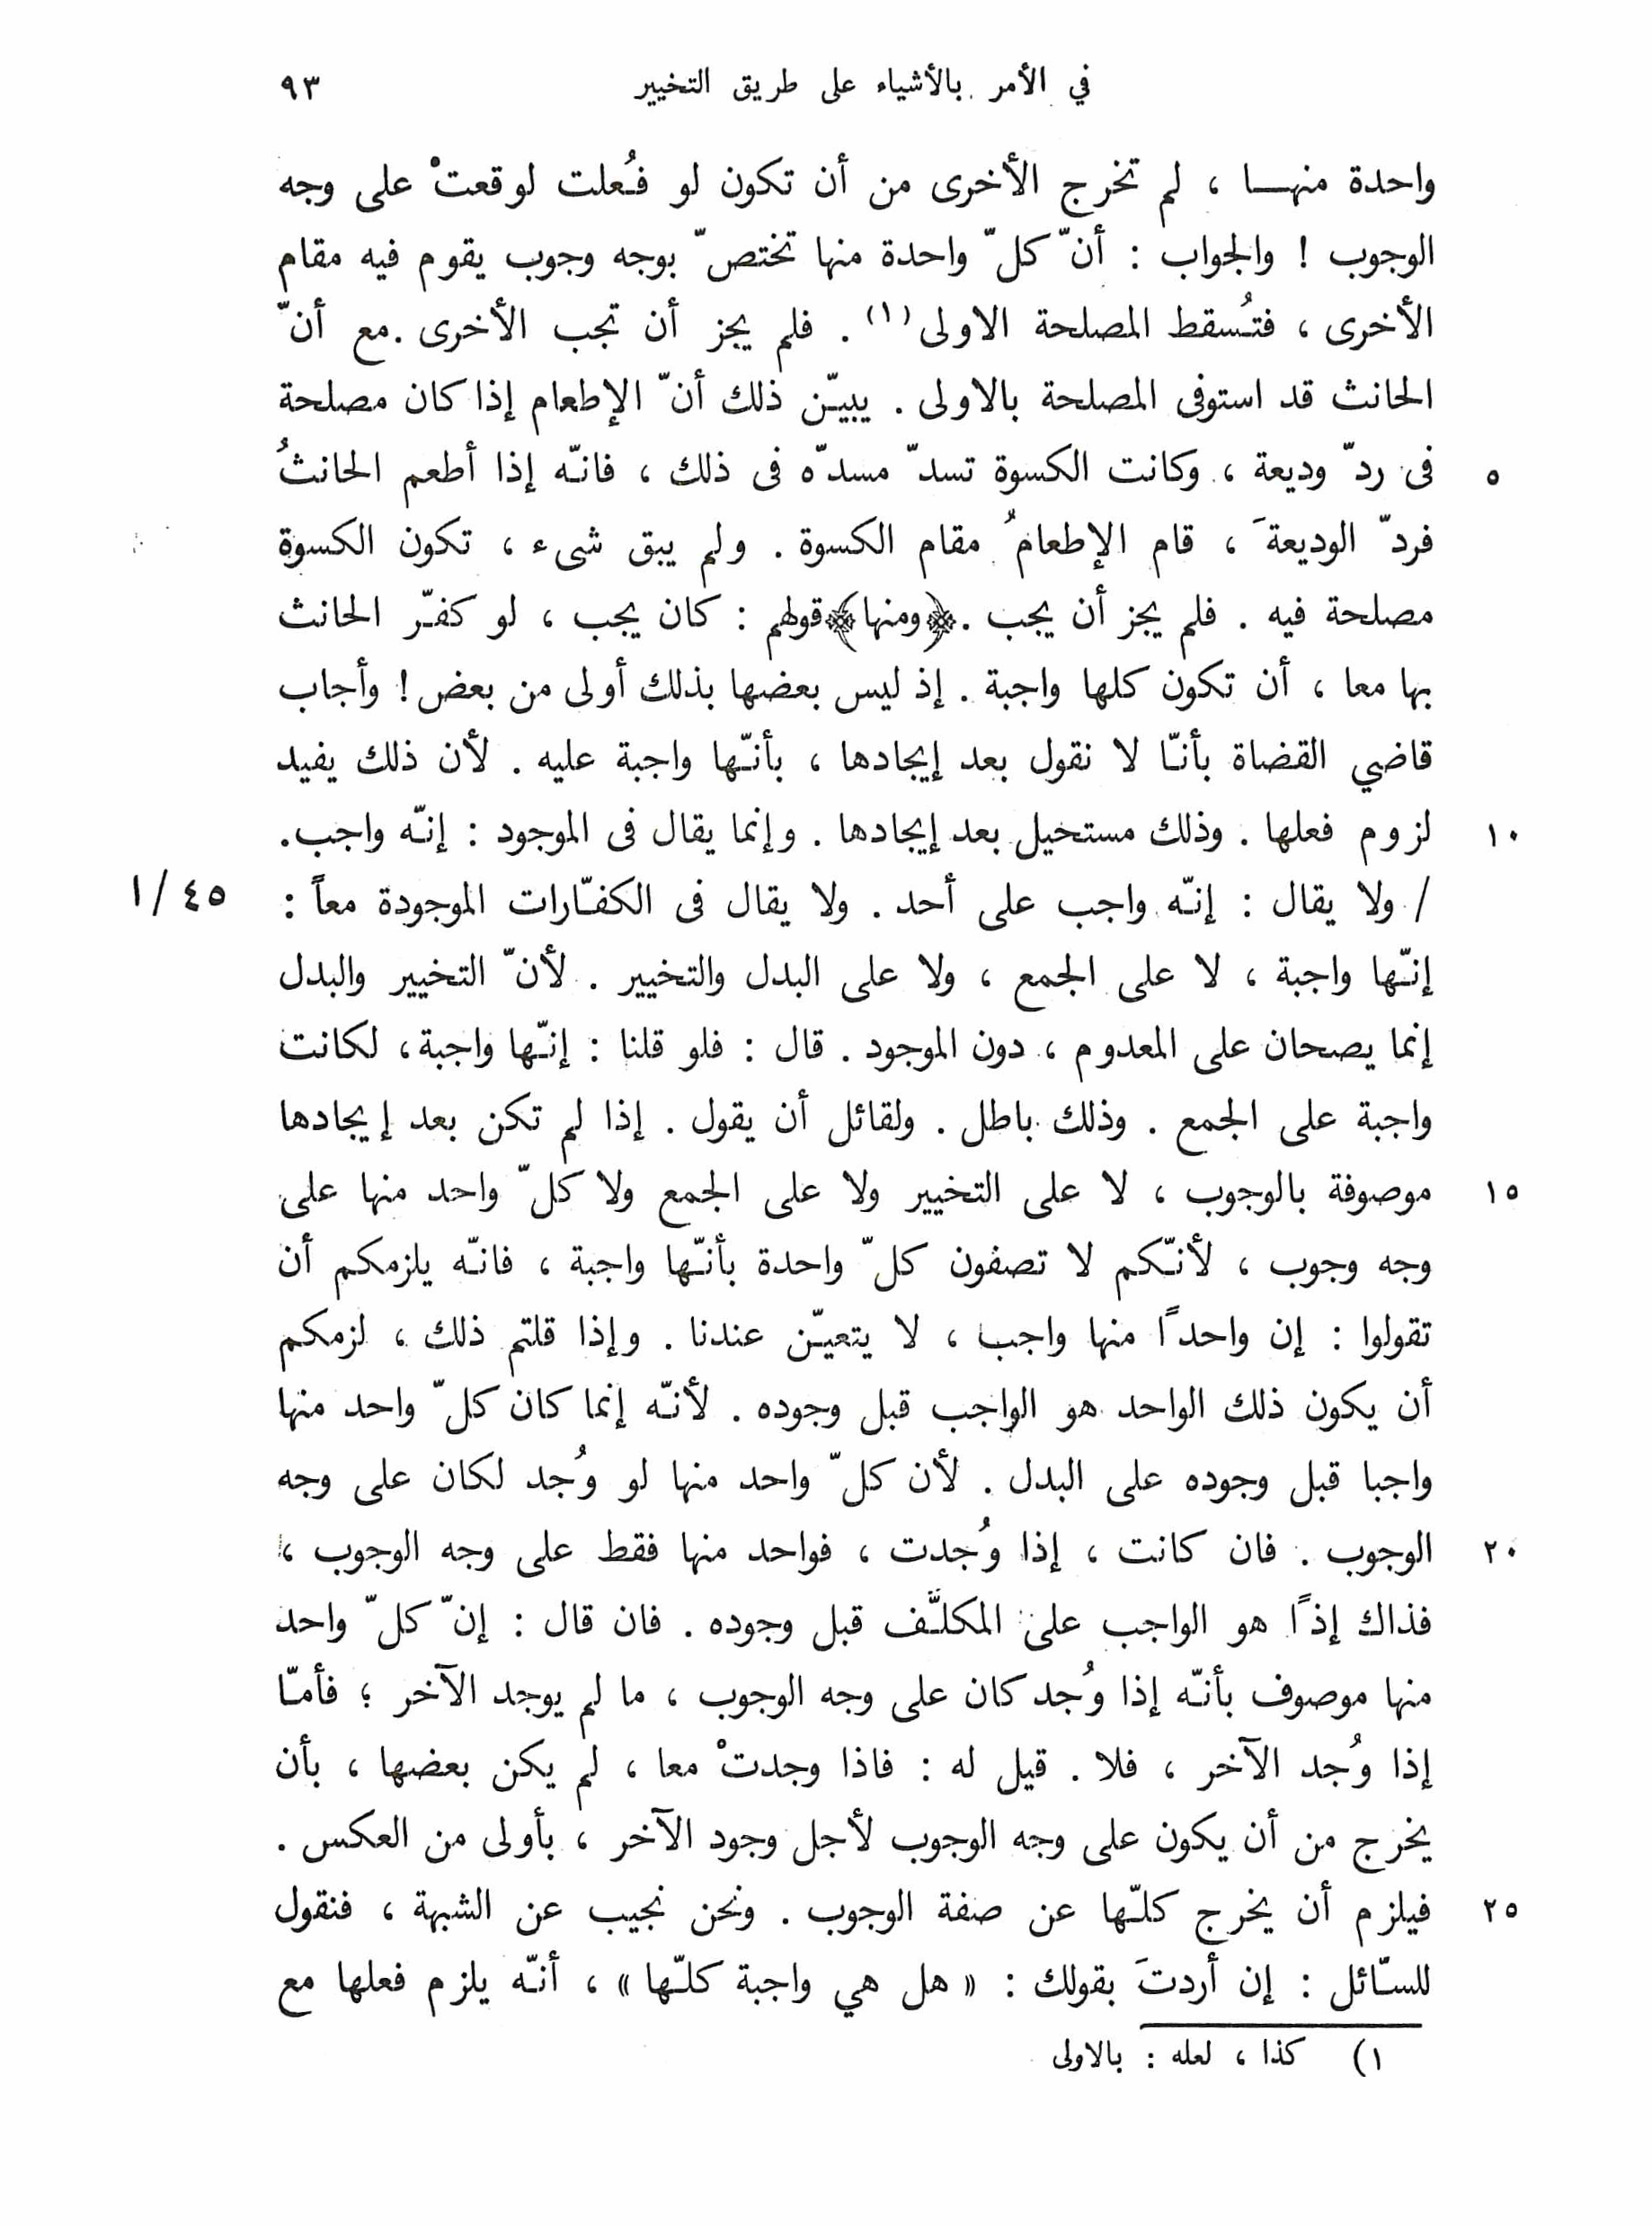 في الأمر بالأشياء على طريق التخيير ٩٣
واحدة منهـا ، لم تخرج الأخرى من أن تكون لو فُعلت لوقعتْ على وجه
الوجوب ! والجواب : أنّ كلّ واحدة منها تختصّ بوجه وجوب يقوم فيه مقام
الأخرى ، فتُسقط المصلحة الاولى (١) . فلم يجز أن تجب الأخرى . مع أنّ
الحانث قد استوفى المصلحة بالاولى . يبيّن ذلك أنّ الإطعام إذا كان مصلحة
٥ فى ردّ وديعة ، وكانت الكسوة تسدّ مسدّه فى ذلك ، فانّه إذا أطعم الحانثُ
فردّ الوديعةَ ، قام الإطعامُ مقام الكسوة . ولم يبق شىء ، تكون الكسوة
مصلحة فيه . فلم يجز أن يجب . ﴿ومنها﴾ قولهم : كان يجب ، لو كفّر الحانث
بها معا ، أن تكون كلها واجبة . إذ ليس بعضها بذلك أولى من بعض ! وأجاب
قاضي القضاة بأنّا لا نقول بعد إيجادها ، بأنّها واجبة عليه . لأن ذلك يفيد
١٠ لزوم فعلها . وذلك مستحيل بعد إيجادها . وإنما يقال فى الموجود : إنّه واجب .
/ ولا يقال : إنّه واجب على أحد . ولا يقال فى الكفّارات الموجودة معاً : ٤٥ / ا
إنّها واجبة ، لا على الجمع ، ولا على البدل والتخيير . لأنّ التخيير والبدل
إنما يصحان على المعدوم ، دون الموجود . قال : فلو قلنا : إنّها واجبة ، لكانت
واجبة على الجمع . وذلك باطل . ولقائل أن يقول . إذا لم تكن بعد إيجادها
١٥ موصوفة بالوجوب ، لا على التخيير ولا على الجمع ولا كلّ واحد منها على
وجه وجوب ، لأنّكم لا تصفون كلّ واحدة بأنّها واجبة ، فانّه يلزمكم أن
تقولوا : إن واحداً منها واجب ، لا يتعيّن عندنا . وإذا قلتم ذلك ، لزمكم
أن يكون ذلك الواحد هو الواجب قبل وجوده . لأنّه إنما كان كلّ واحد منها
واجبا قبل وجوده على البدل . لأن كلّ واحد منها لو وُجد لكان على وجه
٢٠ الوجوب . فان كانت ، إذا وُجدت ، فواحد منها فقط على وجه الوجوب ،
فذاك إذاً هو الواجب على المكلَّف قبل وجوده . فان قال : إنّ كلّ واحد
منها موصوف بأنّه إذا وُجد كان على وجه الوجوب ، ما لم يوجد الآخر ؛ فأمّا
إذا وُجد الآخر ، فلا . قيل له : فاذا وجدتْ معا ، لم يكن بعضها ، بأن
يخرج من أن يكون على وجه الوجوب لأجل وجود الآخر ، بأولى من العكس .
٢٥ فيلزم أن يخرج كلّها عن صفة الوجوب . ونحن نجيب عن الشبهة ، فنقول
للسّائل : إن أردتَ بقولك : « هل هي واجبة كلّها » ، أنّه يلزم فعلها مع
١) كذا ، لعله : بالاولى